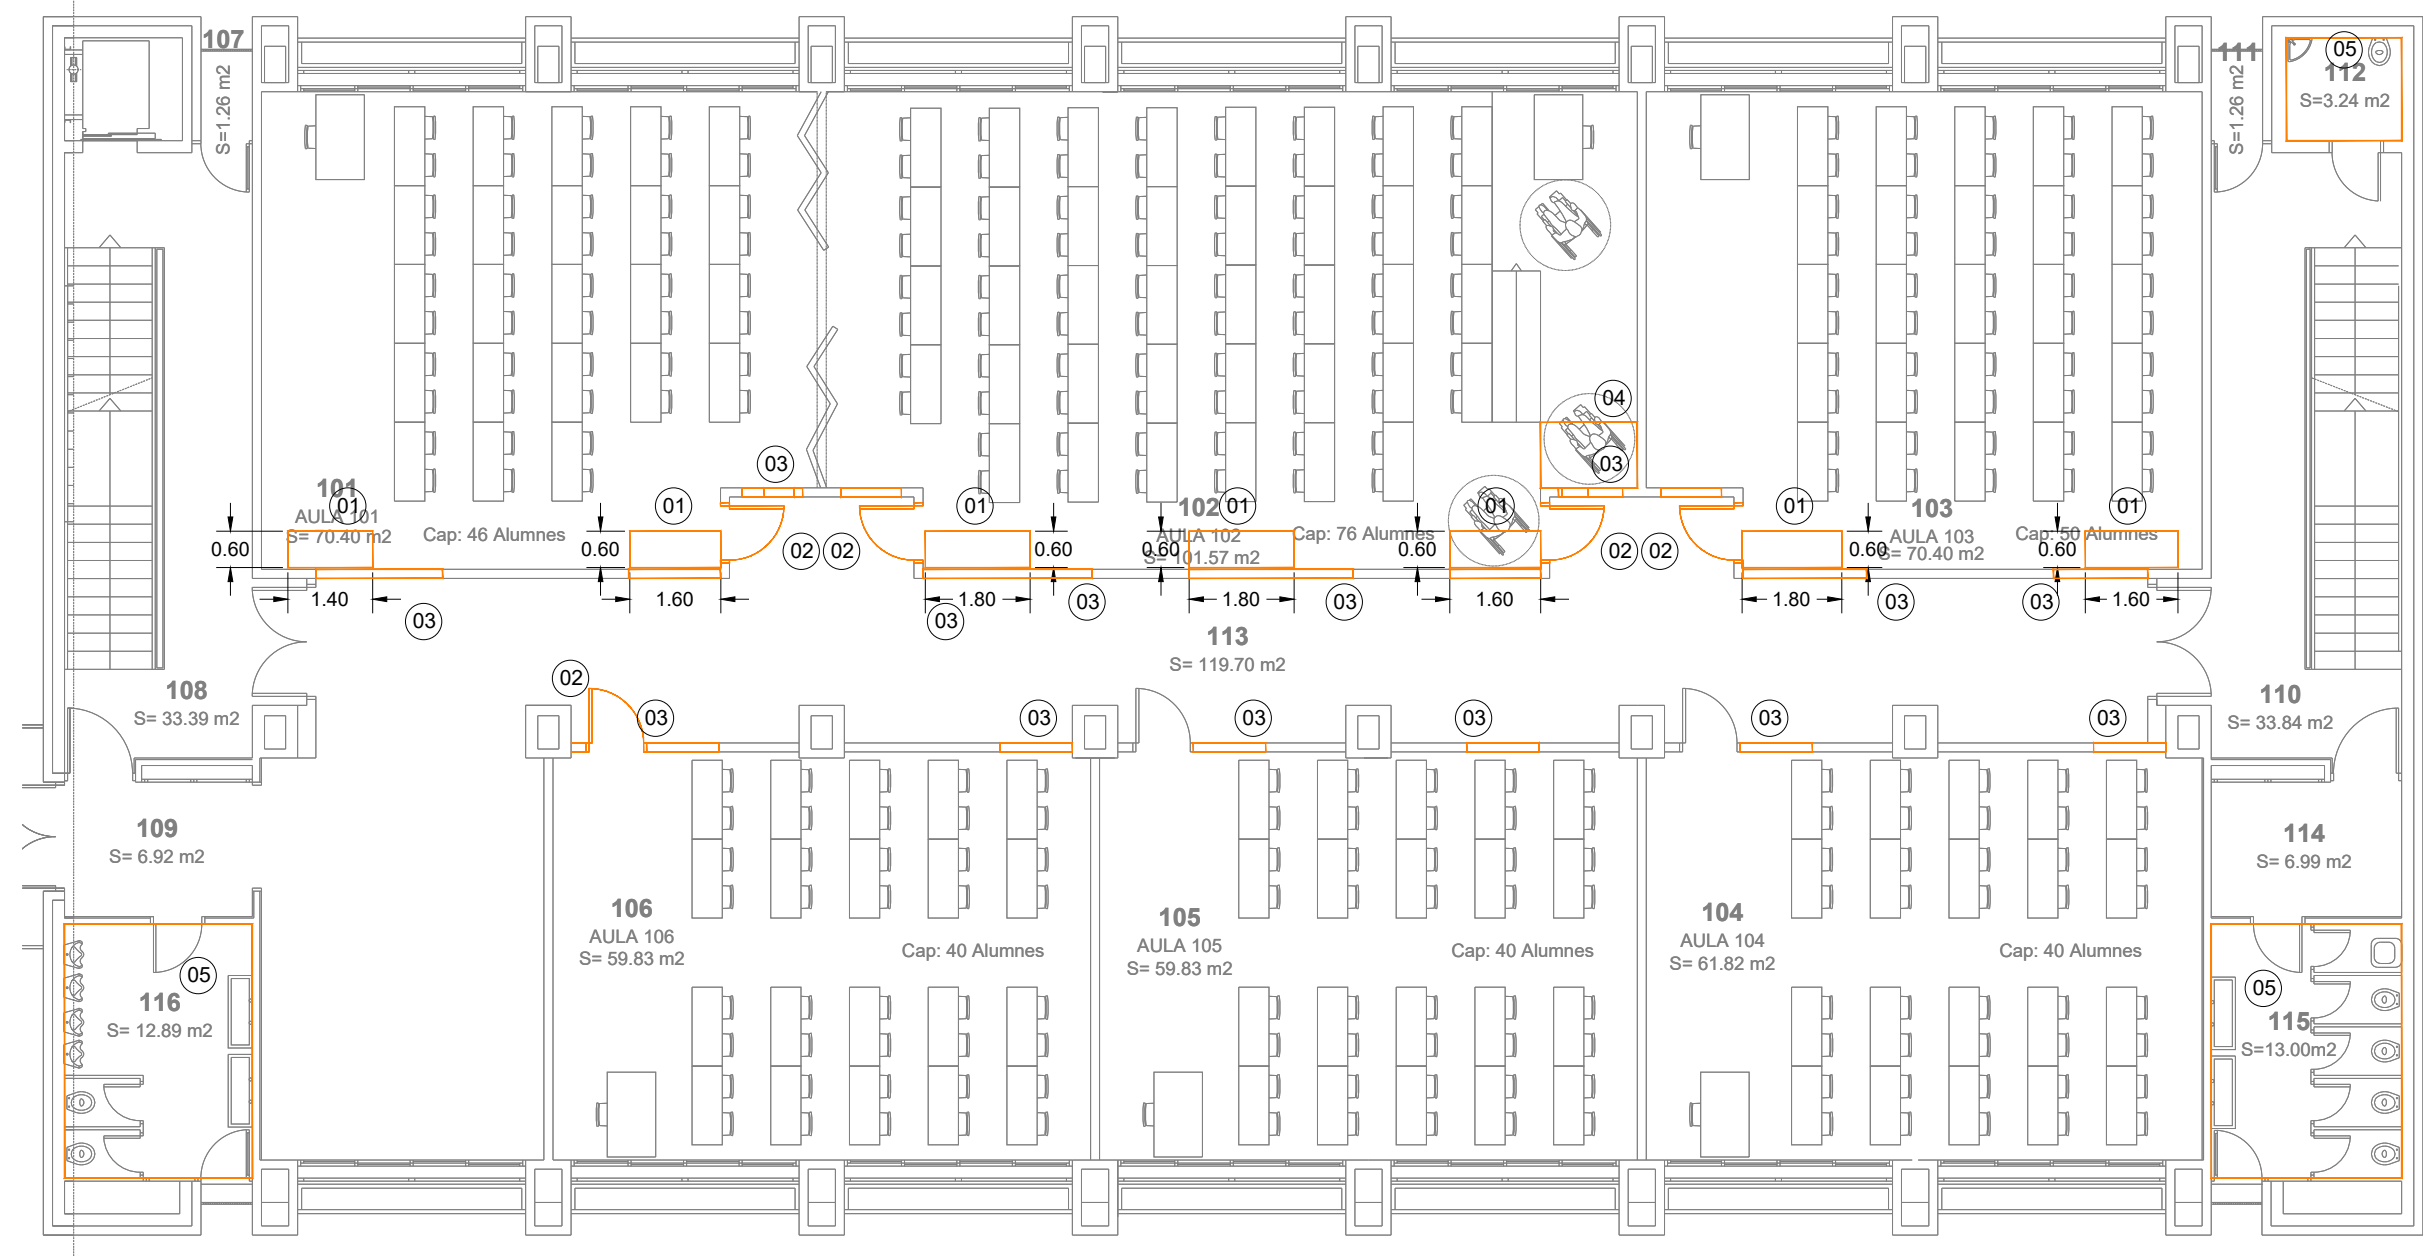 107
S=1.26 m2
111
S=1.26 m2
05
112
S=3.24 m2
04
03
03
101
01
AULA 101
S= 70.40 m2
Cap: 46 Alumnes
01
01
102
01
AULA 102
S= 101.57 m2
Cap: 76 Alumnes
01
01
103
AULA 103
S= 70.40 m2
Cap: 50 Alumnes
01
0.60
0.60
02
02
0.60
0.60
0.60
02
02
0.60
0.60
1.40
03
1.60
1.80
03
03
1.80
03
1.60
1.80
03
03
1.60
113
S= 119.70 m2
108
S= 33.39 m2
02
03
03
03
03
03
03
110
S= 33.84 m2
109
S= 6.92 m2
114
S= 6.99 m2
106
AULA 106
S= 59.83 m2
Cap: 40 Alumnes
105
AULA 105
S= 59.83 m2
Cap: 40 Alumnes
104
AULA 104
S= 61.82 m2
Cap: 40 Alumnes
05
116
S= 12.89 m2
05
115
S=13.00m2